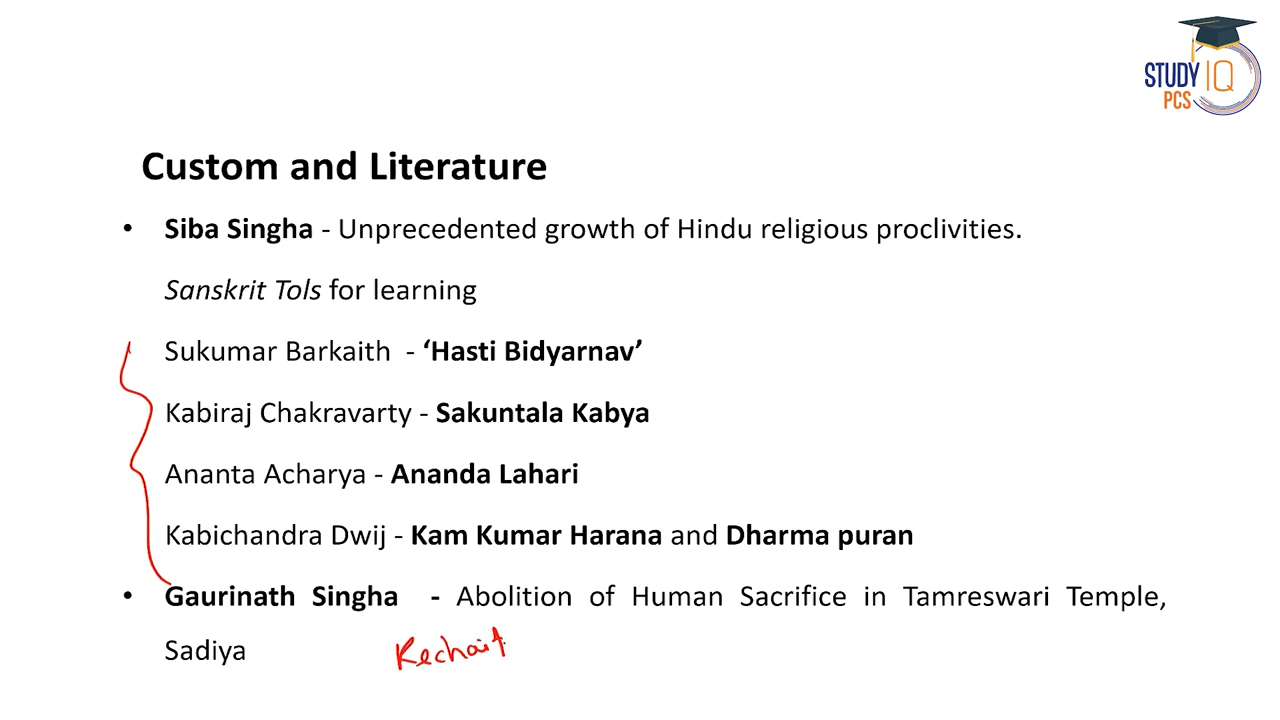 STUDY IQ
PCS
Custom and Literature
• Siba Singha - Unprecedented growth of Hindu religious proclivities.
Sanskrit Tols for learning
Sukumar Barkaith - ‘Hasti Bidyarnav’
Kabiraj Chakravarty - Sakuntala Kabya
Ananta Acharya - Ananda Lahari
Kabichandra Dwij - Kam Kumar Harana and Dharma puran
• Gaurinath Singha - Abolition of Human Sacrifice in Tamreswari Temple,
Sadiya
Kechait